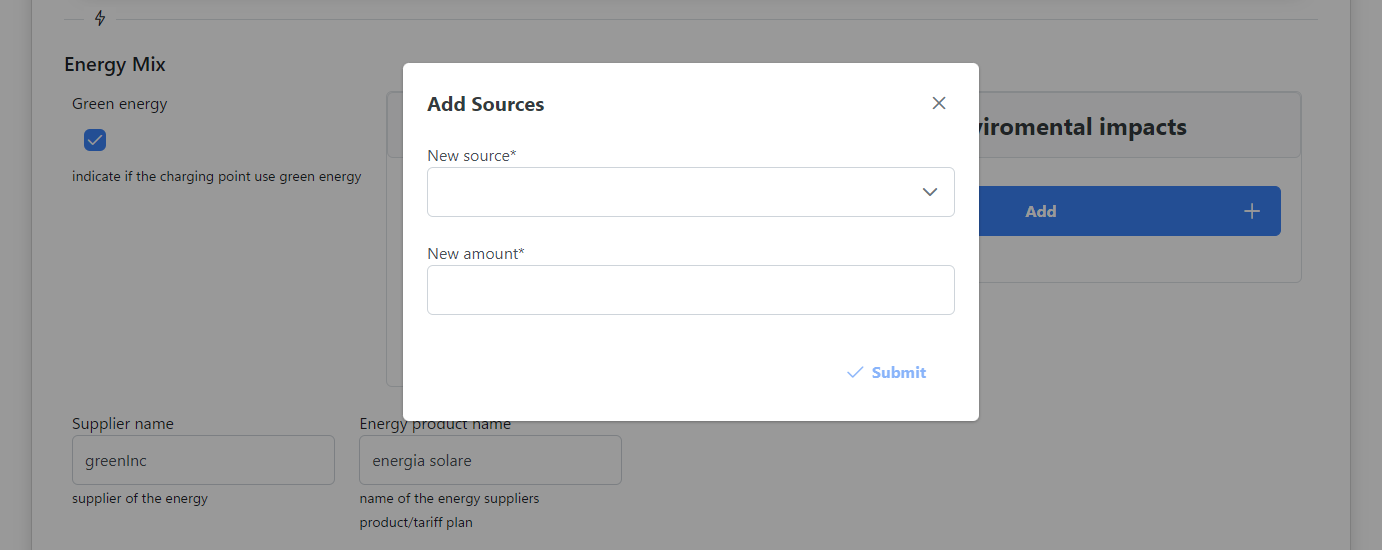 Energy Mix
Green energy
indicate if the charging point use green energy
Add Sources
New source*
New amount*
Submit
viromental impacts
Add
Supplier name
greenInc
supplier of the energy
Energy product name
energia solare
name of the energy suppliers
product/tariff plan